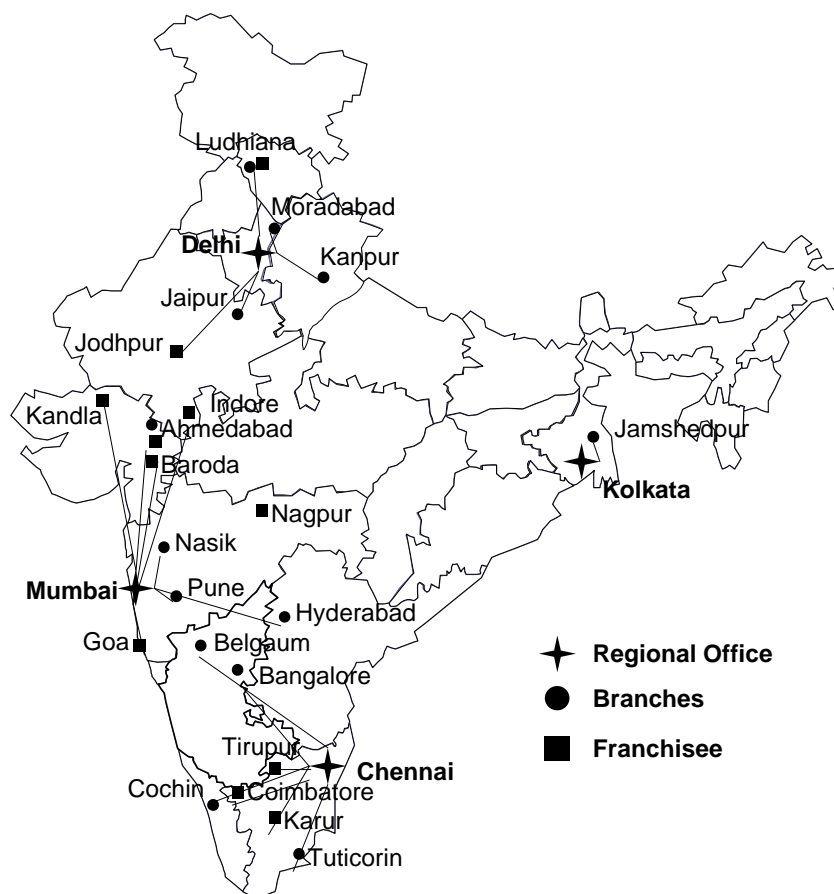 Ludhiana
Moradabad
Delhi
Kanpur
Jaipur
Jodhpur
Kandla
Indore
Ahmedabad
Baroda
Jamshedpur
Kolkata
Nagpur
Nasik
Mumbai
Pune
Hyderabad
Goa
Belgaum
Bangalore
Regional Office
Branches
Franchisee
Tirupur
Chennai
Cochin
Coimbatore
Karur
Tuticorin